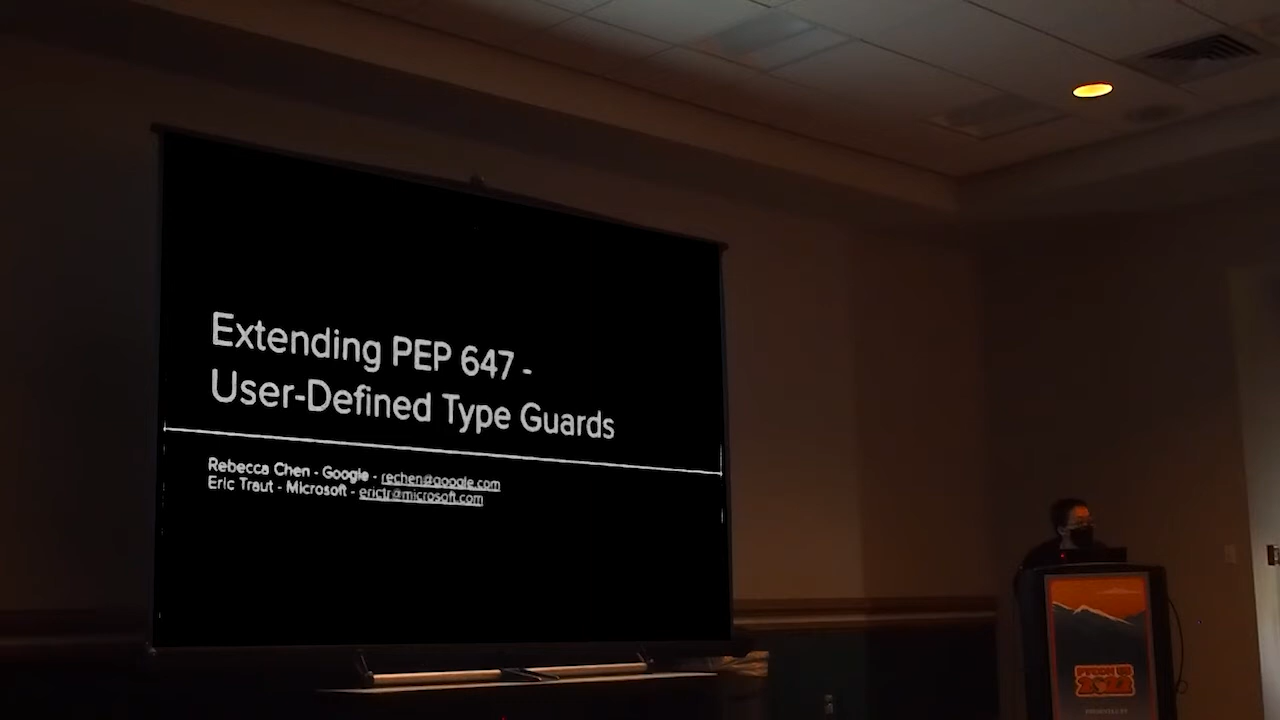 Extending PEP 647 -
User-Defined Type Guards
Rebecca Chen - Google - rechen@google.com
Eric Traut - Microsoft - erictr@microsoft.com